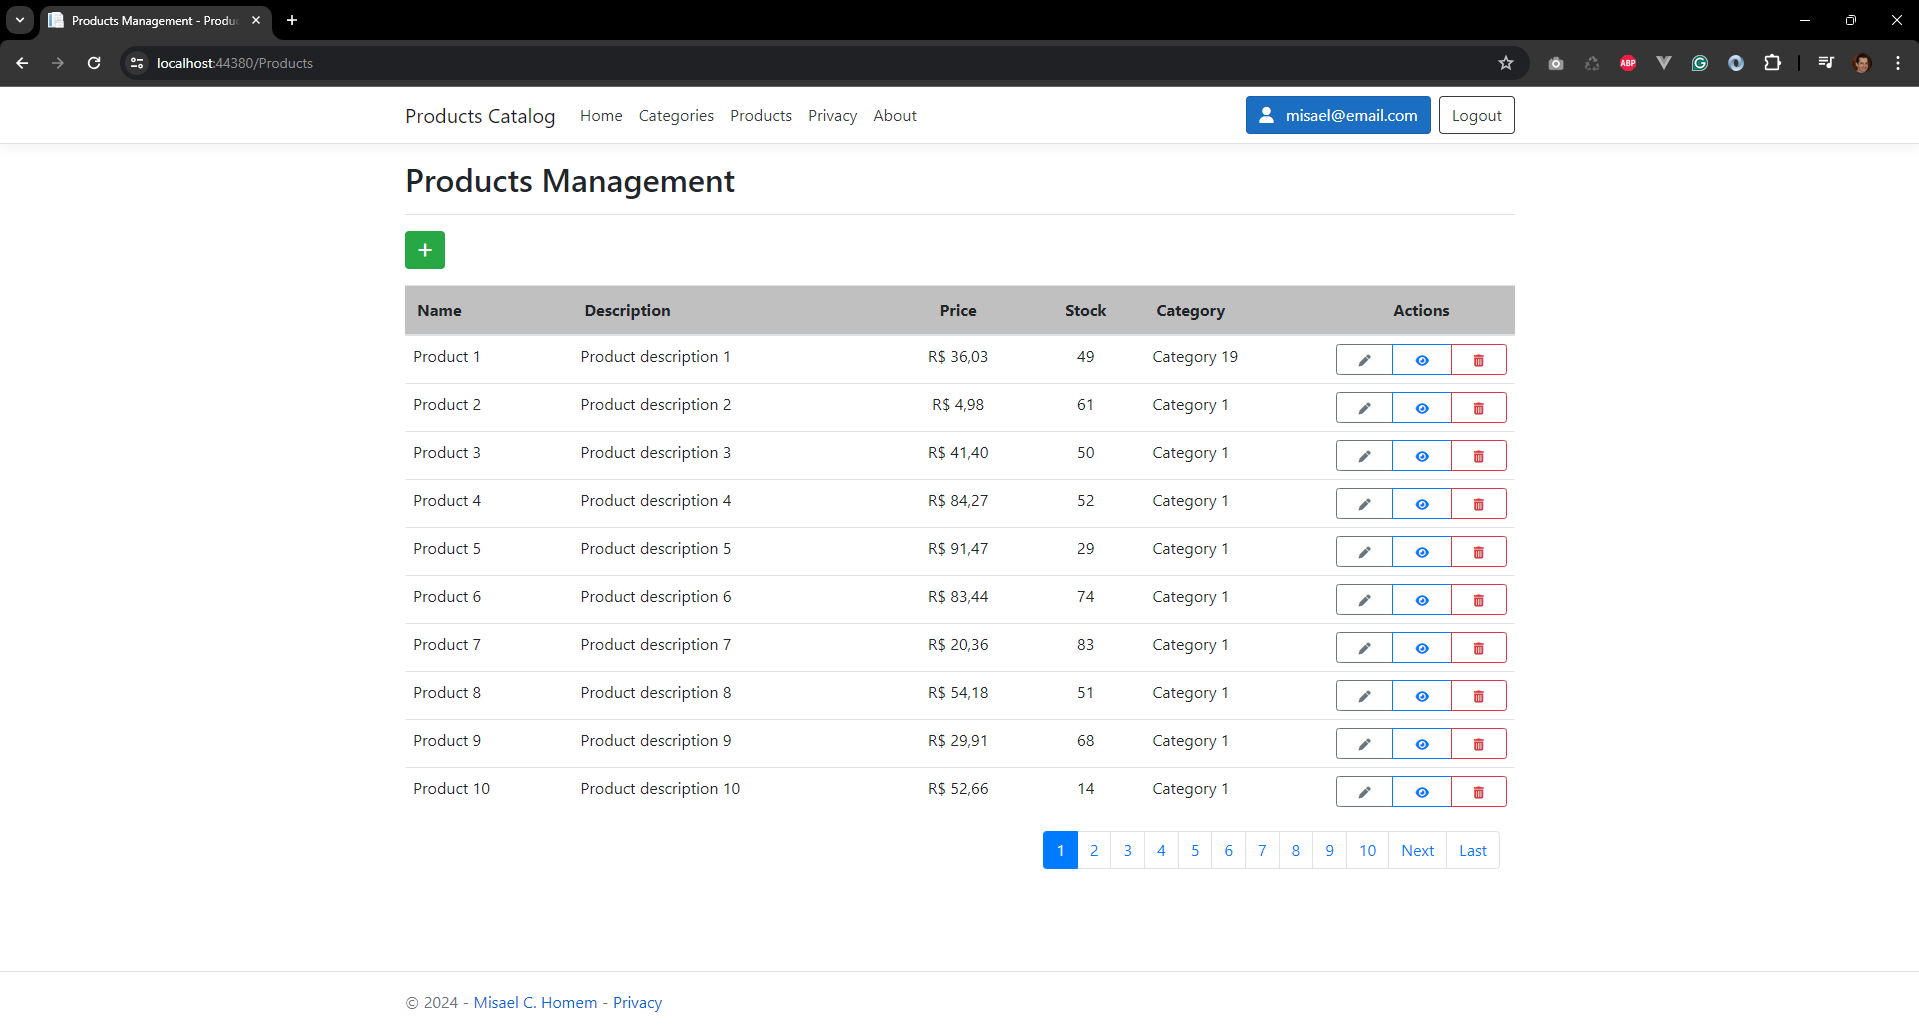 Products Management - Produc
localhost:44380/Products
ABP
Products Catalog Home Categories Products Privacy About misael@email.com Logout
Products Management
+
Name Description Price Stock Category Actions
Product 1 Product description 1 R$ 36,03 49 Category 19
Product 2 Product description 2 R$ 4,98 61 Category 1
Product 3 Product description 3 R$ 41,40 50 Category 1
Product 4 Product description 4 R$ 84,27 52 Category 1
Product 5 Product description 5 R$ 91,47 29 Category 1
Product 6 Product description 6 R$ 83,44 74 Category 1
Product 7 Product description 7 R$ 20,36 83 Category 1
Product 8 Product description 8 R$ 54,18 51 Category 1
Product 9 Product description 9 R$ 29,91 68 Category 1
Product 10 Product description 10 R$ 52,66 14 Category 1
1 2 3 4 5 6 7 8 9 10 Next Last
© 2024 - Misael C. Homem - Privacy